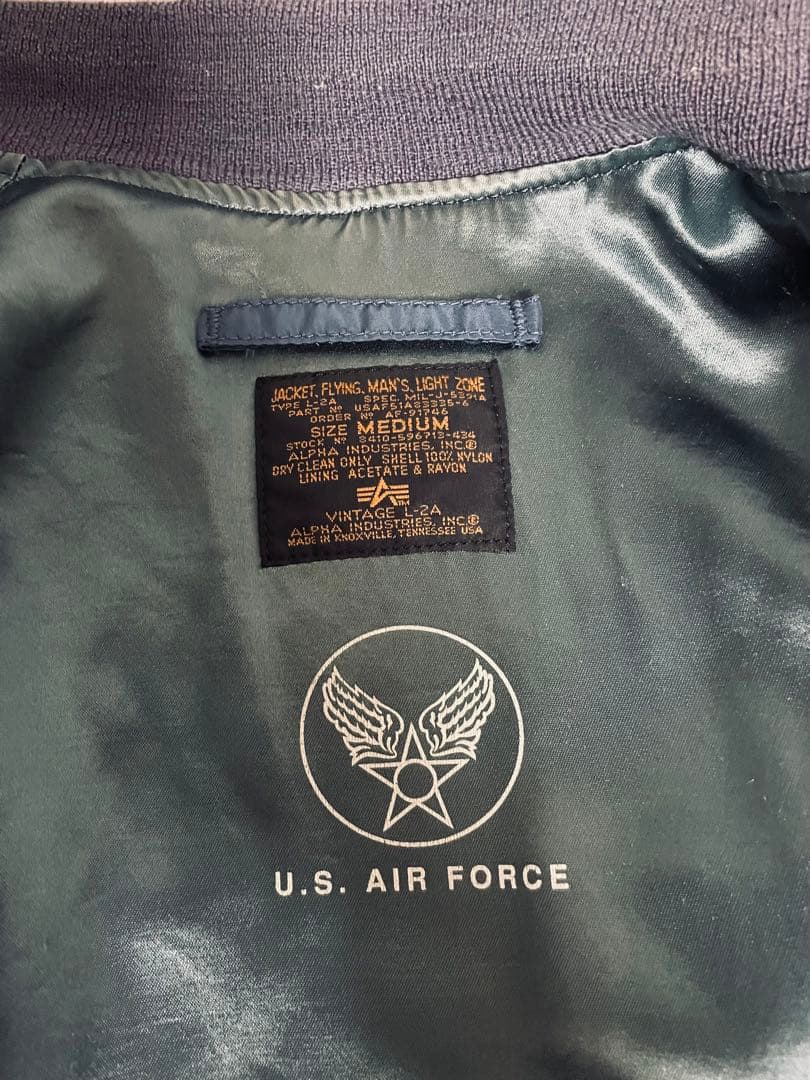 JACKET, FLYING, MAN'S, LIGHT ZONE
TYPE L-2A SPEC. MIL-J-5391A
PART Nº USAF51A83335-6
ORDER Nº AF-91746
SIZE MEDIUM
STOCK Nº 8410-596713-434
ALPHA INDUSTRIES, INC.®
DRY CLEAN ONLY SHELL 100% NYLON
LINING ACETATE & RAYON
TM
VINTAGE L-2A
ALPHA INDUSTRIES, INC.®
MADE IN KNOXVILLE, TENNESSEE USA
U.S. AIR FORCE